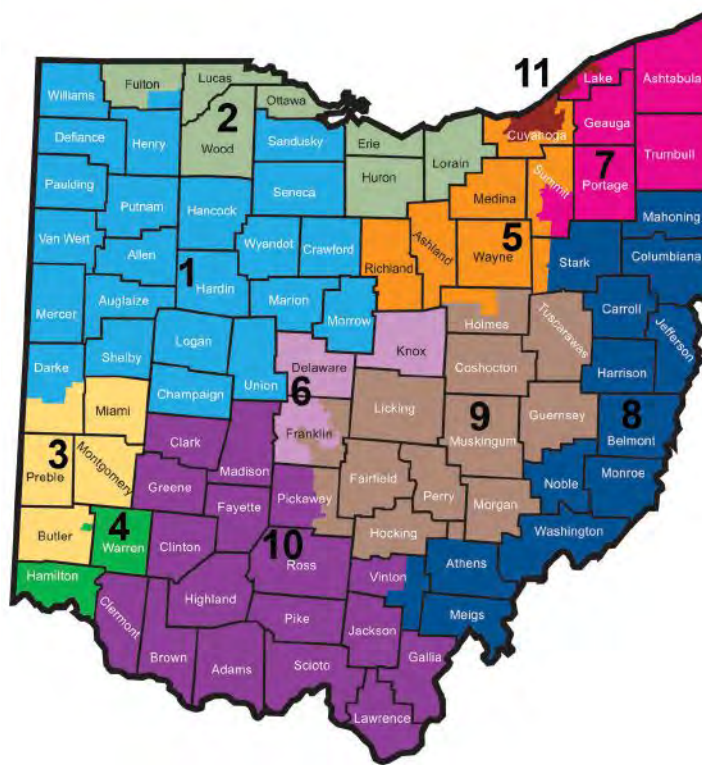 11
Lake
Ashtabula
Williams
Fulton
Lucas
Ottawa
Cuyahoga
Geauga
2
Defiance
Henry
Wood
Sandusky
Erie
Lorain
Summit
7
Trumbull
Paulding
Huron
Medina
Portage
Putnam
Hancock
Seneca
Mahoning
Van Wert
Allen
Wyandot
Crawford
Ashland
5
Wayne
Stark
Columbiana
1
Hardin
Richland
Mercer
Auglaize
Marion
Morrow
Holmes
Tuscarawas
Carroll
Jefferson
Logan
Knox
Coshocton
Darke
Shelby
Union
Delaware
Harrison
Champaign
6
Miami
Licking
Guernsey
8
Franklin
9
Muskingum
Belmont
Clark
3
Preble
Montgomery
Madison
Fairfield
Noble
Monroe
Greene
Pickaway
Perry
Morgan
Fayette
4
Butler
Warren
Clinton
10
Hocking
Washington
Ross
Athens
Hamilton
Vinton
Highland
Clermont
Pike
Jackson
Meigs
Brown
Adams
Scioto
Gallia
Lawrence